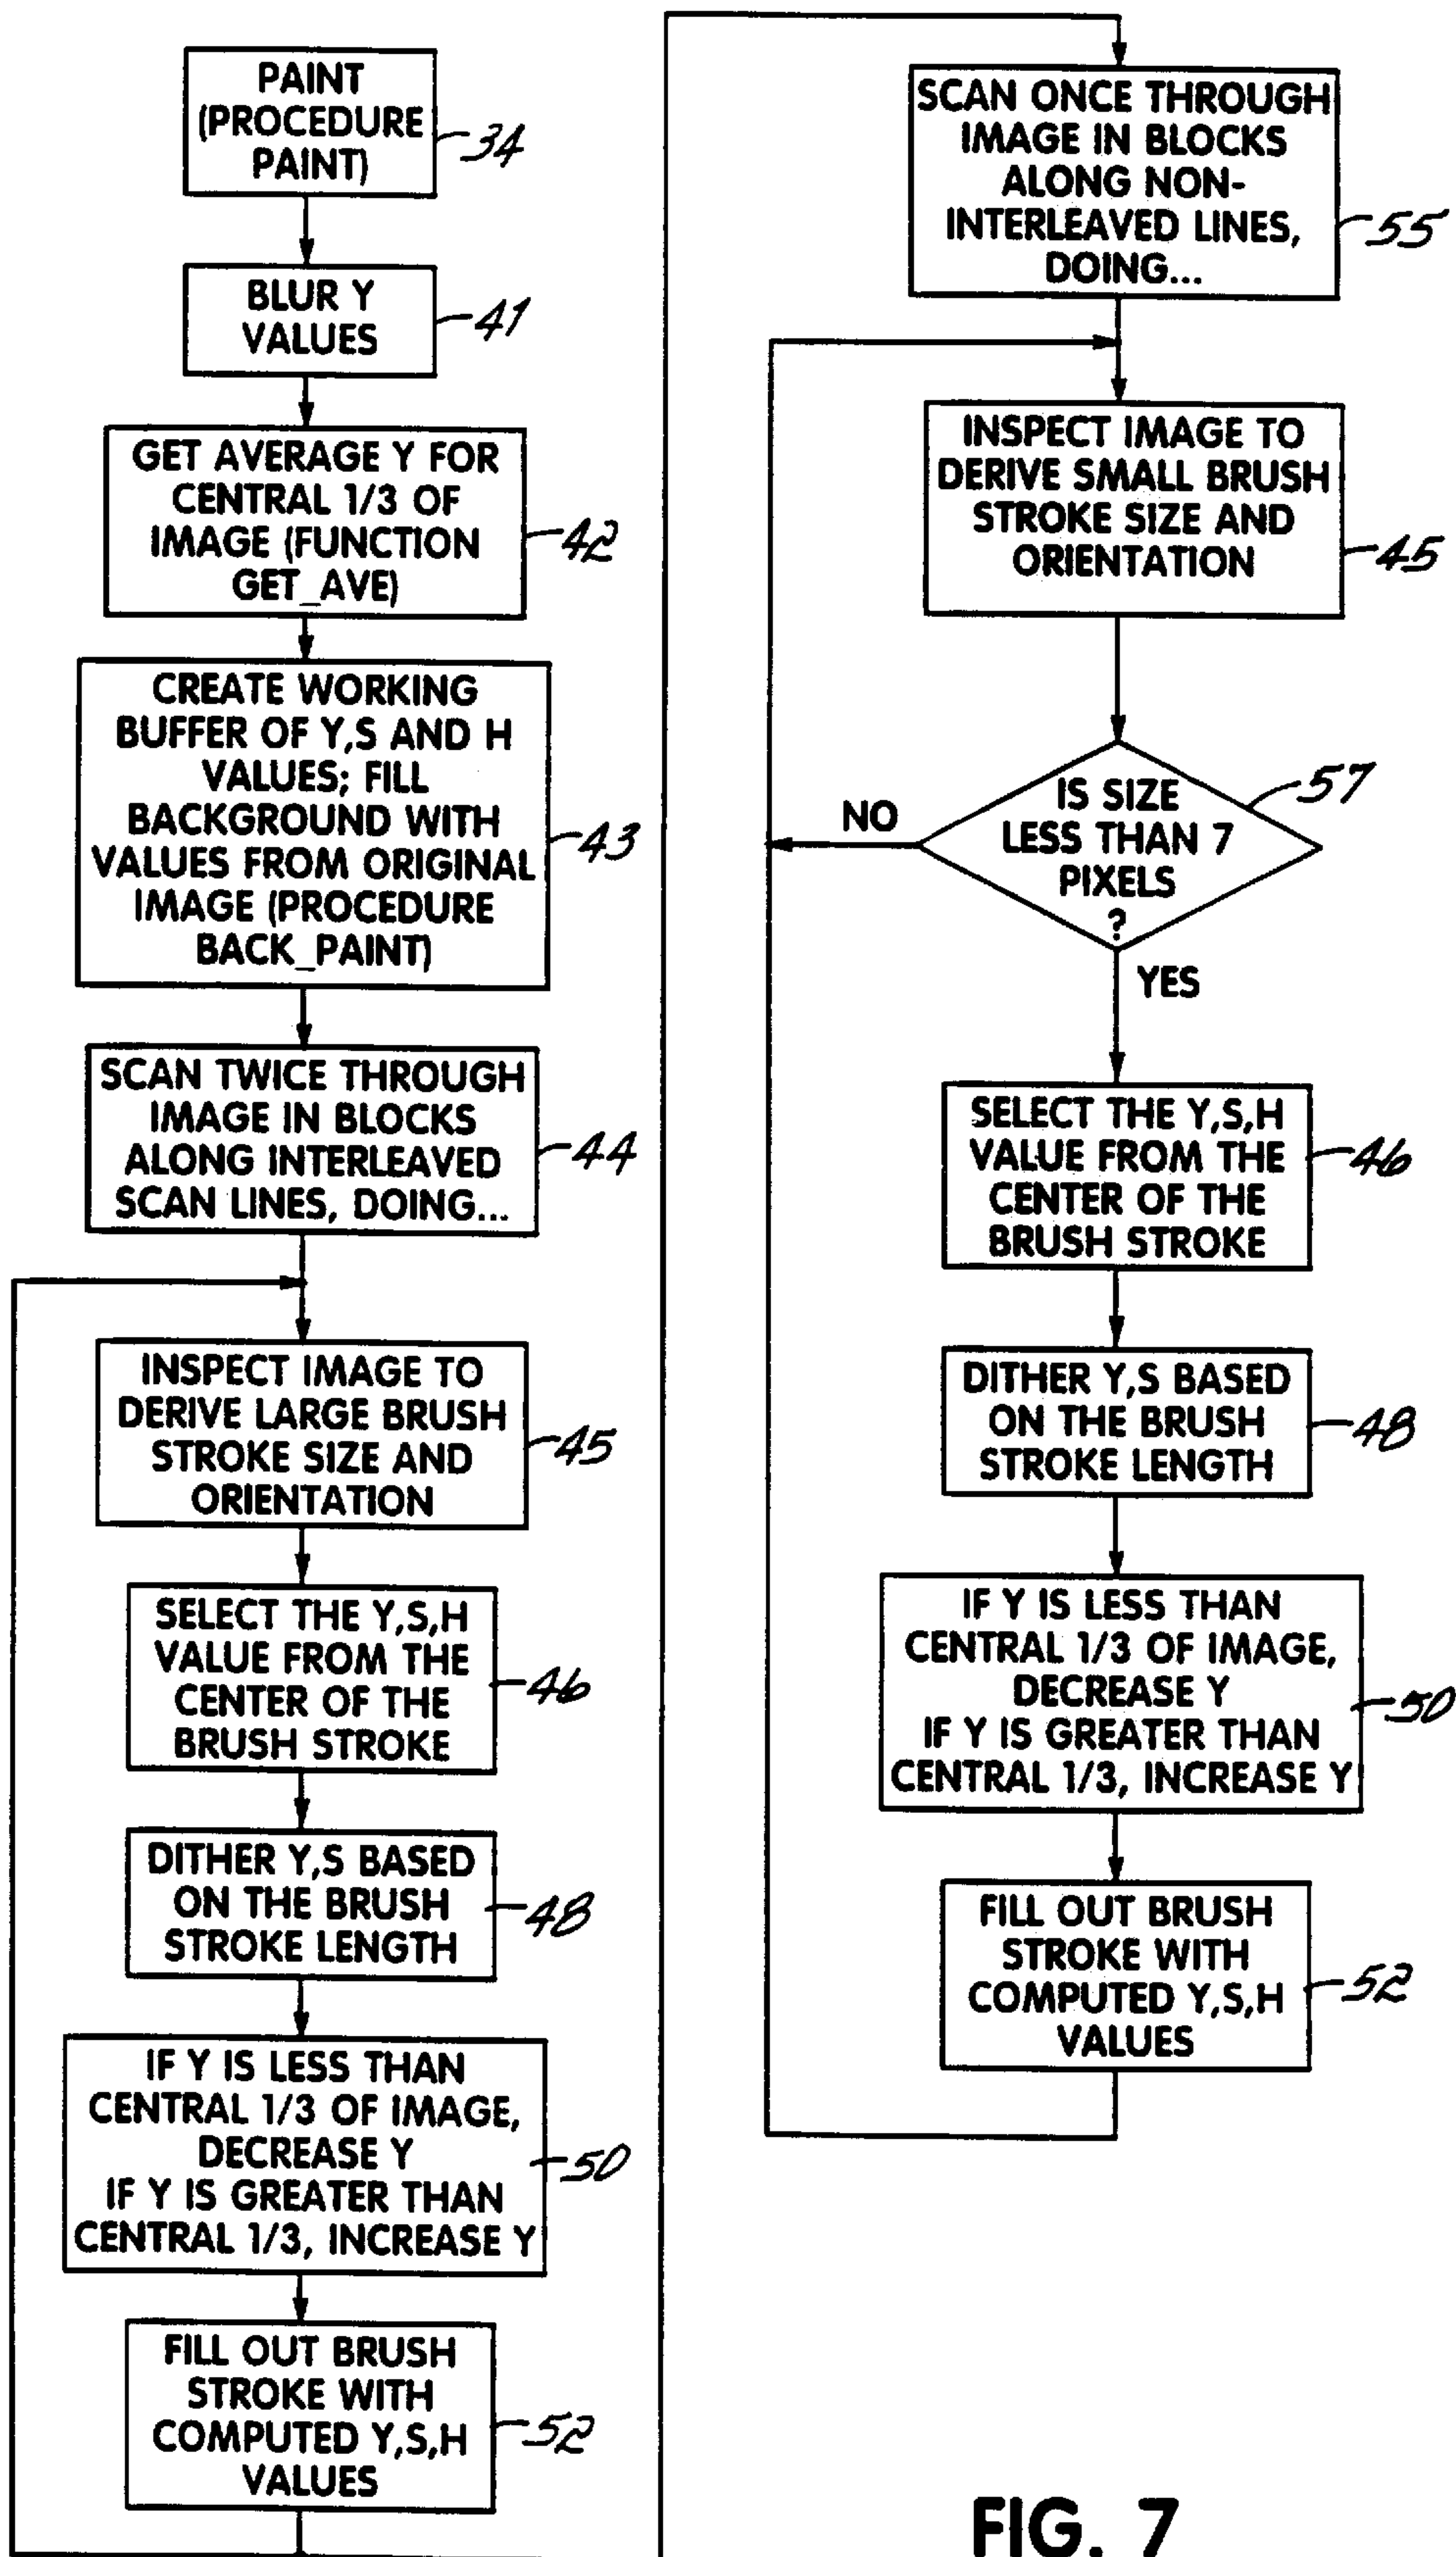 PAINT
(PROCEDURE
PAINT)
34
BLUR Y
VALUES
41
GET AVERAGE Y FOR
CENTRAL 1/3 OF
IMAGE (FUNCTION
GET_AVE)
42
CREATE WORKING
BUFFER OF Y,S AND H
VALUES; FILL
BACKGROUND WITH
VALUES FROM ORIGINAL
IMAGE (PROCEDURE
BACK_PAINT)
43
SCAN TWICE THROUGH
IMAGE IN BLOCKS
ALONG INTERLEAVED
SCAN LINES, DOING...
44
INSPECT IMAGE TO
DERIVE LARGE BRUSH
STROKE SIZE AND
ORIENTATION
45
SELECT THE Y,S,H
VALUE FROM THE
CENTER OF THE
BRUSH STROKE
46
DITHER Y,S BASED
ON THE BRUSH
STROKE LENGTH
48
IF Y IS LESS THAN
CENTRAL 1/3 OF IMAGE,
DECREASE Y
IF Y IS GREATER THAN
CENTRAL 1/3, INCREASE Y
50
FILL OUT BRUSH
STROKE WITH
COMPUTED Y,S,H
VALUES
52
SCAN ONCE THROUGH
IMAGE IN BLOCKS
ALONG NON-
INTERLEAVED LINES,
DOING...
55
INSPECT IMAGE TO
DERIVE SMALL BRUSH
STROKE SIZE AND
ORIENTATION
45
IS SIZE
LESS THAN 7
PIXELS
?
57
NO
YES
SELECT THE Y,S,H
VALUE FROM THE
CENTER OF THE
BRUSH STROKE
46
DITHER Y,S BASED
ON THE BRUSH
STROKE LENGTH
48
IF Y IS LESS THAN
CENTRAL 1/3 OF IMAGE,
DECREASE Y
IF Y IS GREATER THAN
CENTRAL 1/3, INCREASE Y
50
FILL OUT BRUSH
STROKE WITH
COMPUTED Y,S,H
VALUES
52
FIG. 7